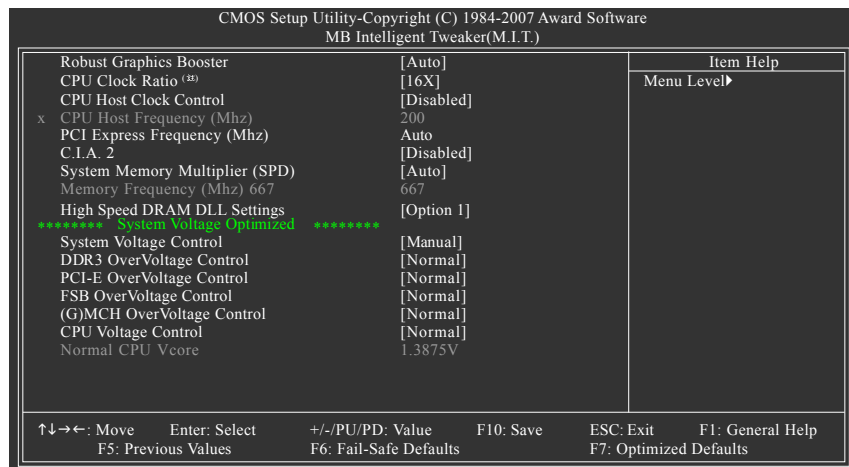 CMOS Setup Utility-Copyright (C) 1984-2007 Award Software
MB Intelligent Tweaker(M.I.T.)
Robust Graphics Booster [Auto]
CPU Clock Ratio [16X]
CPU Host Clock Control [Disabled]
x CPU Host Frequency (Mhz) 200
PCI Express Frequency (Mhz) Auto
C.I.A. 2 [Disabled]
System Memory Multiplier (SPD) [Auto]
Memory Frequency (Mhz) 667 667
High Speed DRAM DLL Settings [Option 1]
******** System Voltage Optimized ********
System Voltage Control [Manual]
DDR3 OverVoltage Control [Normal]
PCI-E OverVoltage Control [Normal]
FSB OverVoltage Control [Normal]
(G)MCH OverVoltage Control [Normal]
CPU Voltage Control [Normal]
Normal CPU Vcore 1.3875V
Item Help
Menu Level▶
↑↓→←: Move Enter: Select +/-/PU/PD: Value F10: Save ESC: Exit F1: General Help
F5: Previous Values F6: Fail-Safe Defaults F7: Optimized Defaults